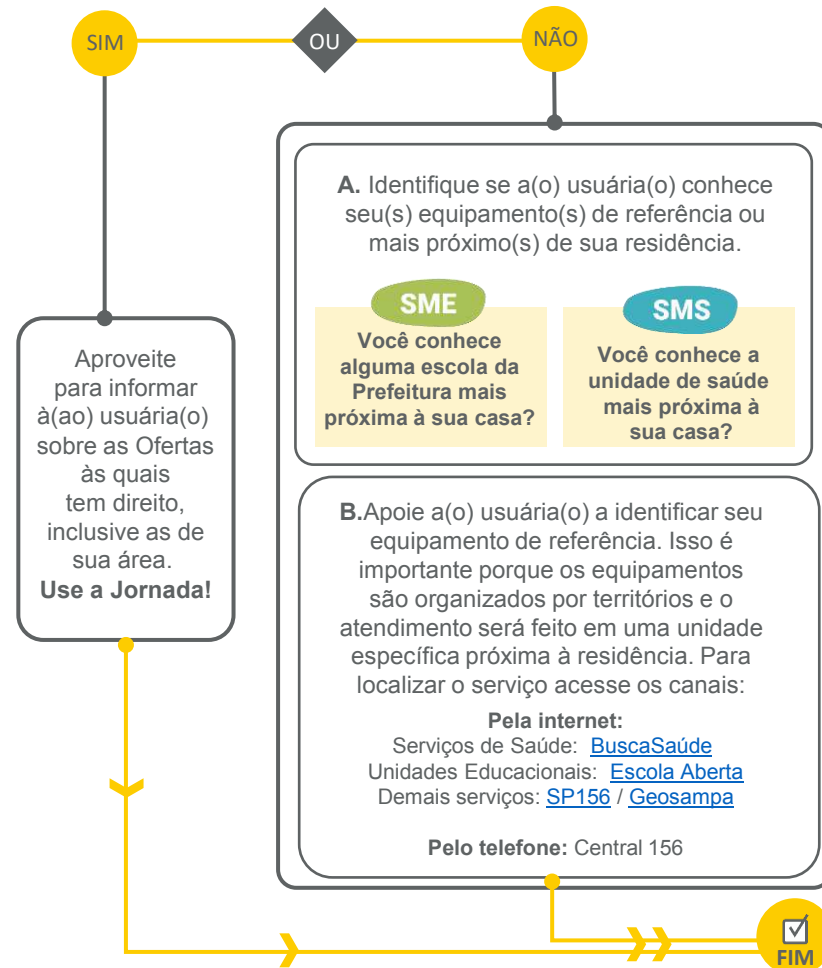 SIM
OU
NÃO
Aproveite
para informar
à(ao) usuária(o)
sobre as Ofertas
às quais
tem direito,
inclusive as de
sua área.
Use a Jornada!
A. Identifique se a(o) usuária(o) conhece
seu(s) equipamento(s) de referência ou
mais próximo(s) de sua residência.
SME
Você conhece
alguma escola da
Prefeitura mais
próxima à sua casa?
SMS
Você conhece a
unidade de saúde
mais próxima à
sua casa?
B.Apoie a(o) usuária(o) a identificar seu
equipamento de referência. Isso é
importante porque os equipamentos
são organizados por territórios e o
atendimento será feito em uma unidade
específica próxima à residência. Para
localizar o serviço acesse os canais:
Pela internet:
Serviços de Saúde: BuscaSaúde
Unidades Educacionais: Escola Aberta
Demais serviços: SP156 / Geosampa
Pelo telefone: Central 156
FIM